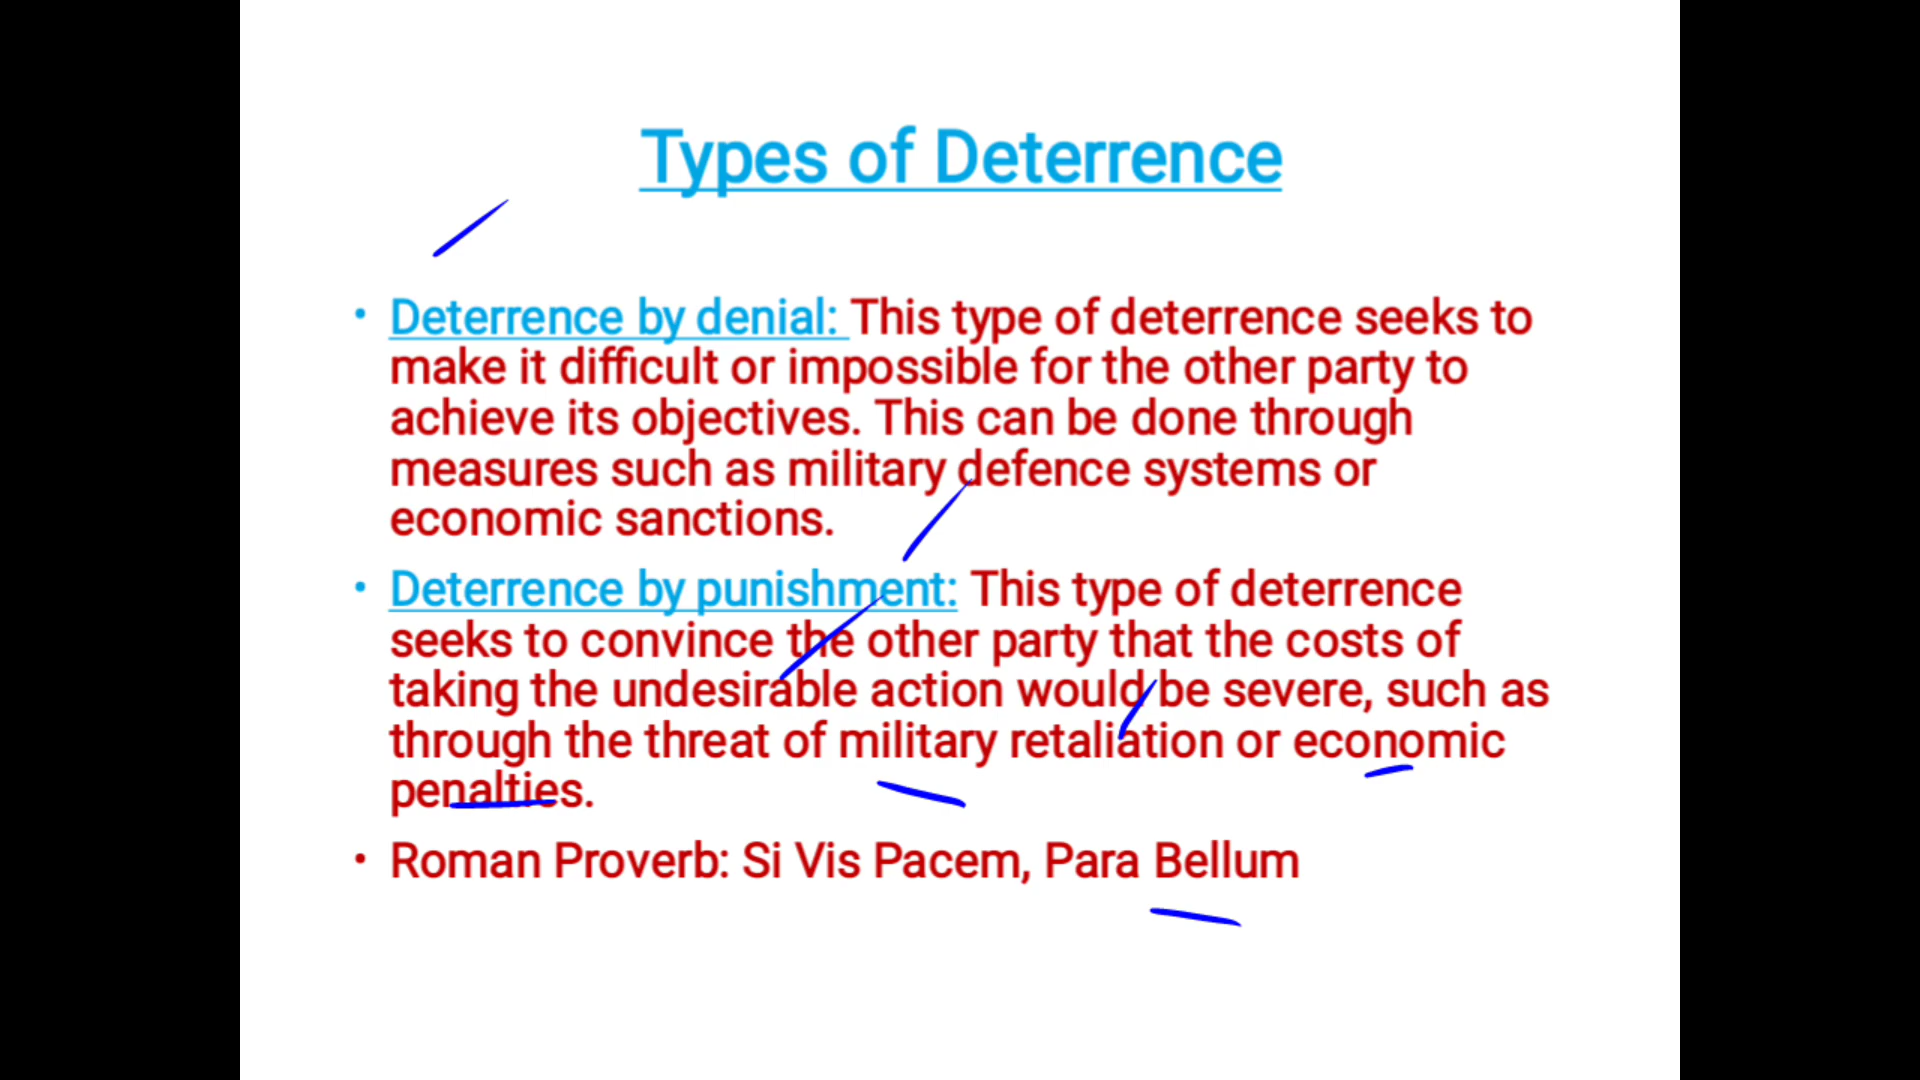 Types of Deterrence
• Deterrence by denial: This type of deterrence seeks to
make it difficult or impossible for the other party to
achieve its objectives. This can be done through
measures such as military defence systems or
economic sanctions.
• Deterrence by punishment: This type of deterrence
seeks to convince the other party that the costs of
taking the undesirable action would be severe, such as
through the threat of military retaliation or economic
penalties.
• Roman Proverb: Si Vis Pacem, Para Bellum